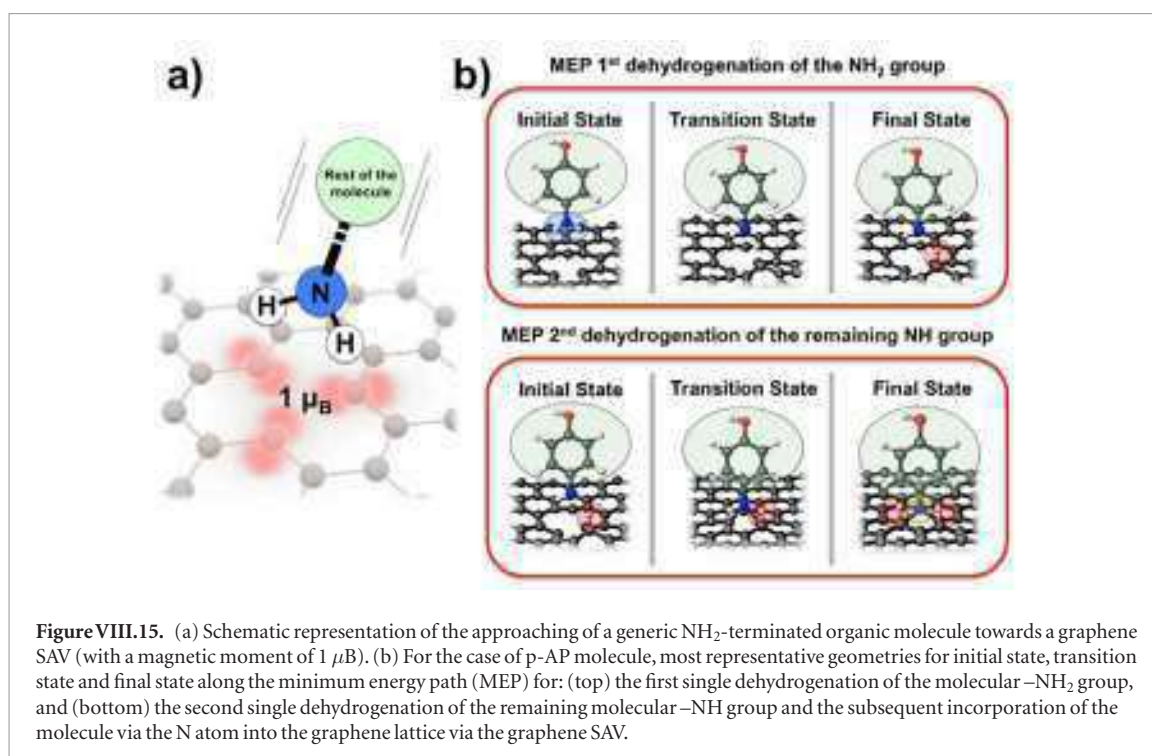 a)
Rest of the
molecule
H
N
H
1 μB
b)
MEP 1st dehydrogenation of the NH2 group
Initial State
Transition State
Final State
MEP 2nd dehydrogenation of the remaining NH group
Initial State
Transition State
Final State
Figure VIII.15. (a) Schematic representation of the approaching of a generic NH2-terminated organic molecule towards a graphene
SAV (with a magnetic moment of 1 μB). (b) For the case of p-AP molecule, most representative geometries for initial state, transition
state and final state along the minimum energy path (MEP) for: (top) the first single dehydrogenation of the molecular –NH2 group,
and (bottom) the second single dehydrogenation of the remaining molecular –NH group and the subsequent incorporation of the
molecule via the N atom into the graphene lattice via the graphene SAV.